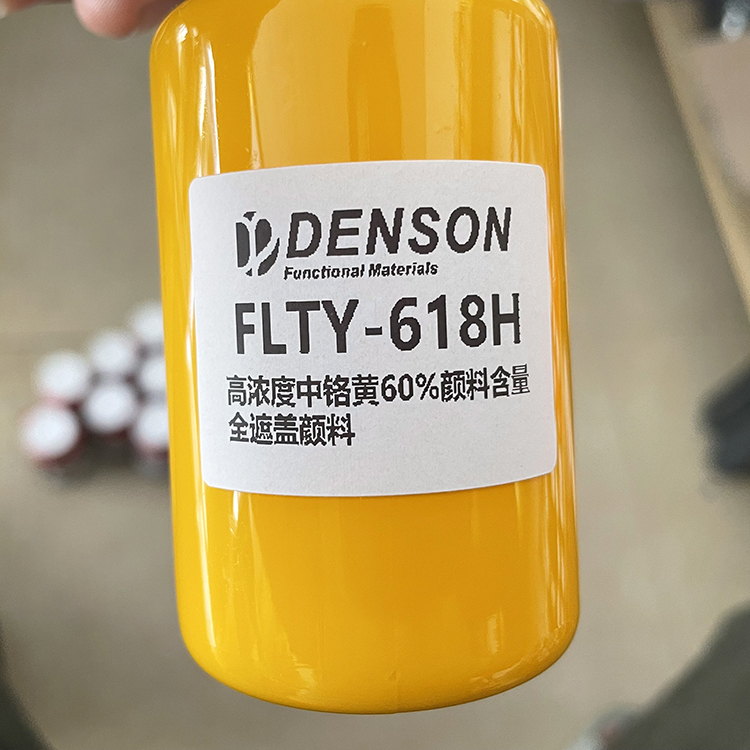 DENSON
Functional Materials
FLTY-618H
高浓度中铬黄60%颜料含量
全遮盖颜料